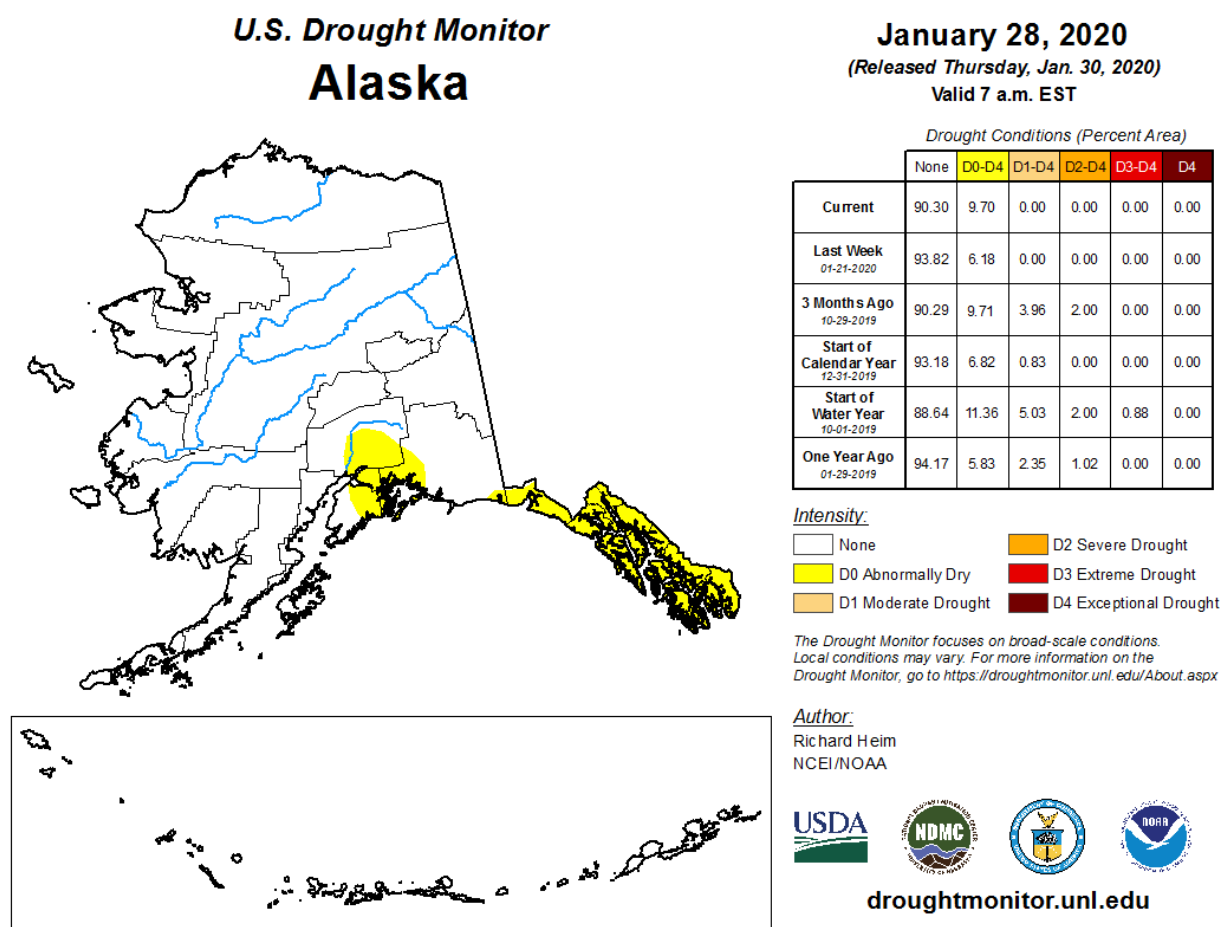 U.S. Drought Monitor
Alaska
January 28, 2020
(Released Thursday, Jan. 30, 2020)
Valid 7 a.m. EST
Drought Conditions (Percent Area)
None D0-D4 D1-D4 D2-D4 D3-D4 D4
Current 90.30 9.70 0.00 0.00 0.00 0.00
Last Week 93.82 6.18 0.00 0.00 0.00 0.00
01-21-2020
3 Months Ago 90.29 9.71 3.96 2.00 0.00 0.00
10-29-2019
Start of
Calendar Year 93.18 6.82 0.83 0.00 0.00 0.00
12-31-2019
Start of
Water Year 88.64 11.36 5.03 2.00 0.88 0.00
10-01-2019
One Year Ago 94.17 5.83 2.35 1.02 0.00 0.00
01-29-2019
Intensity:
None
D0 Abnormally Dry
D1 Moderate Drought
D2 Severe Drought
D3 Extreme Drought
D4 Exceptional Drought
The Drought Monitor focuses on broad-scale conditions.
Local conditions may vary. For more information on the
Drought Monitor, go to https://droughtmonitor.unl.edu/About.aspx
Author:
Richard Heim
NCEI/NOAA
USDA
NDMC
NOAA
droughtmonitor.unl.edu